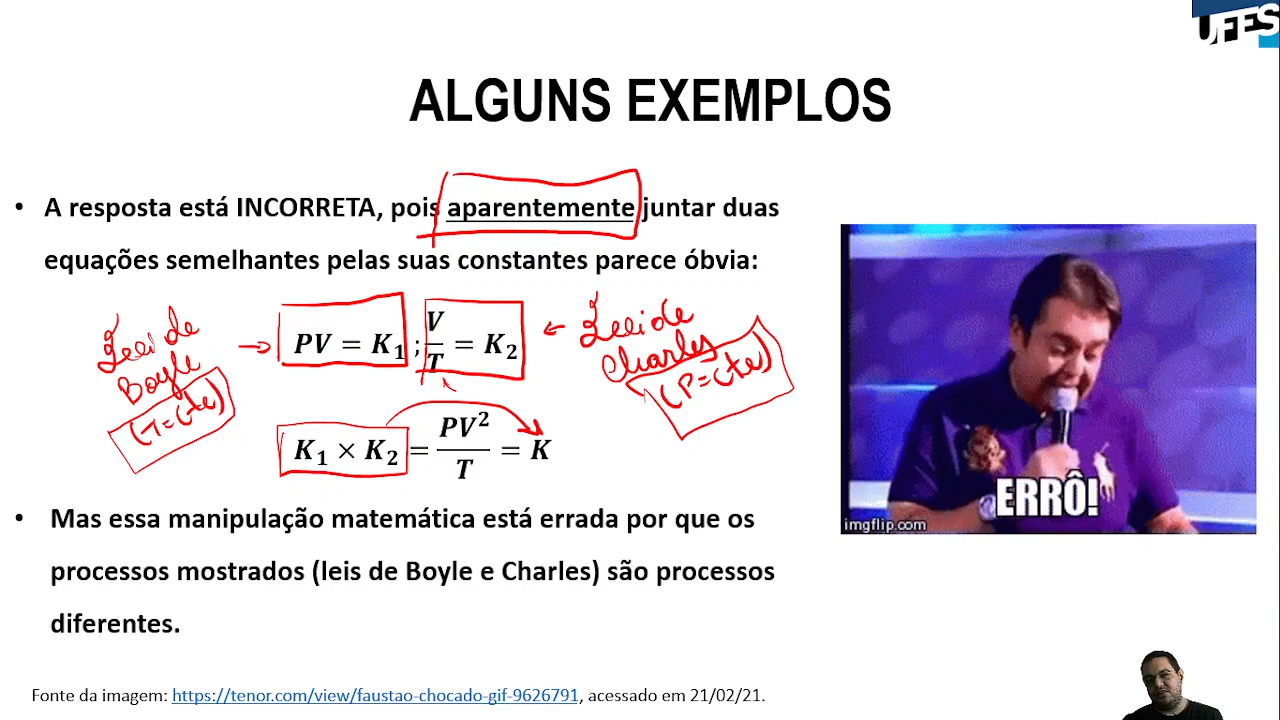 UFES
ALGUNS EXEMPLOS
• A resposta está INCORRETA, pois aparentemente juntar duas
equações semelhantes pelas suas constantes parece óbvia:
Lei de
Boyle
(T=cte)
→ PV = K₁ ; V/T = K₂ ←
Lei de
Charles
(P=cte)
K₁ × K₂ = PV²/T = K
• Mas essa manipulação matemática está errada por que os
processos mostrados (leis de Boyle e Charles) são processos
diferentes.
ERRÔ!
imgflip.com
Fonte da imagem: https://tenor.com/view/faustao-chocado-gif-9626791, acessado em 21/02/21.